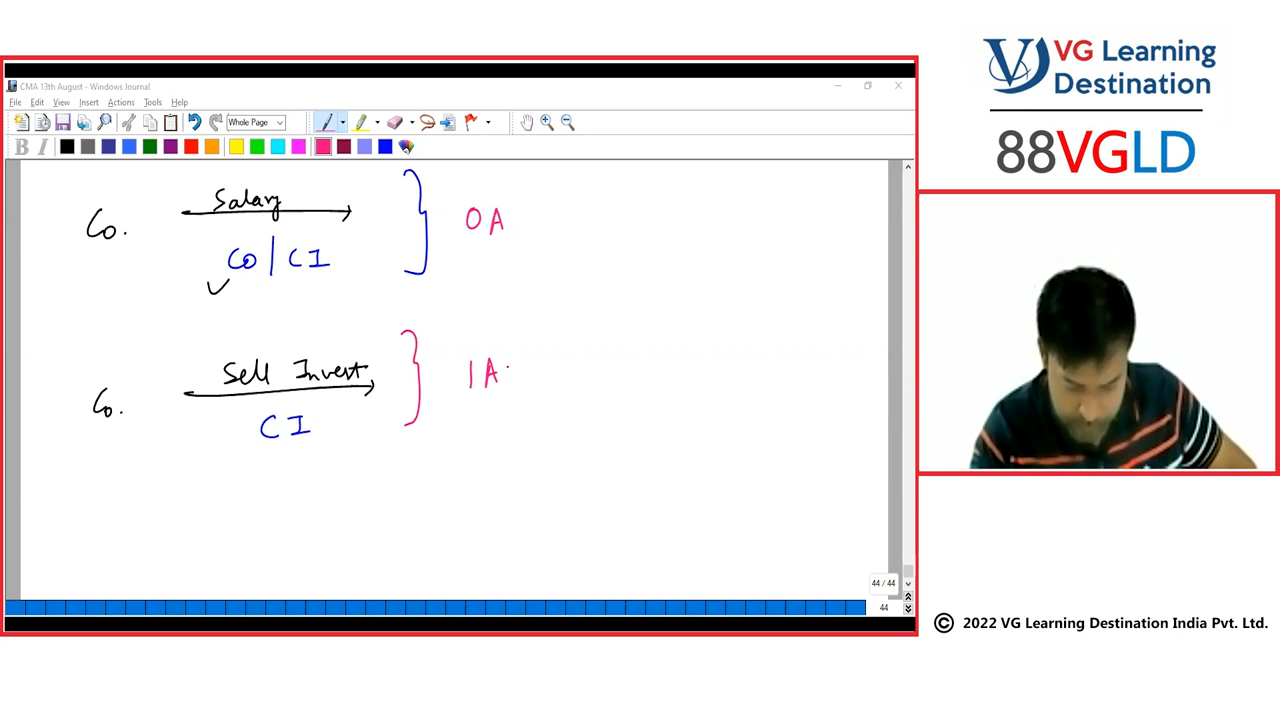 CMA 13th August - Windows Journal
File Edit View Insert Actions Tools Help
Whole Page
B I
Salary
Co.
CO | CI
OA
Sell Invest
Co.
CI
IA.
44 / 44
44
VG Learning
Destination
88VGLD
© 2022 VG Learning Destination India Pvt. Ltd.